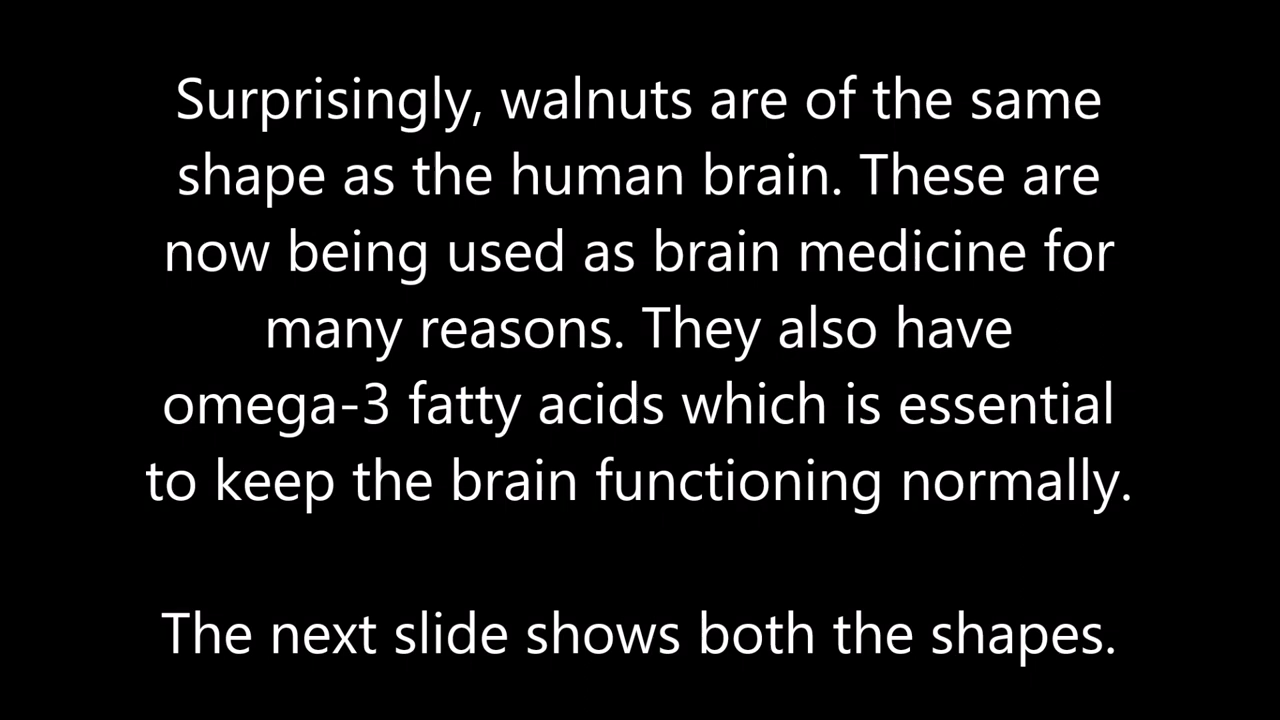 Surprisingly, walnuts are of the same
shape as the human brain. These are
now being used as brain medicine for
many reasons. They also have
omega-3 fatty acids which is essential
to keep the brain functioning normally.
The next slide shows both the shapes.